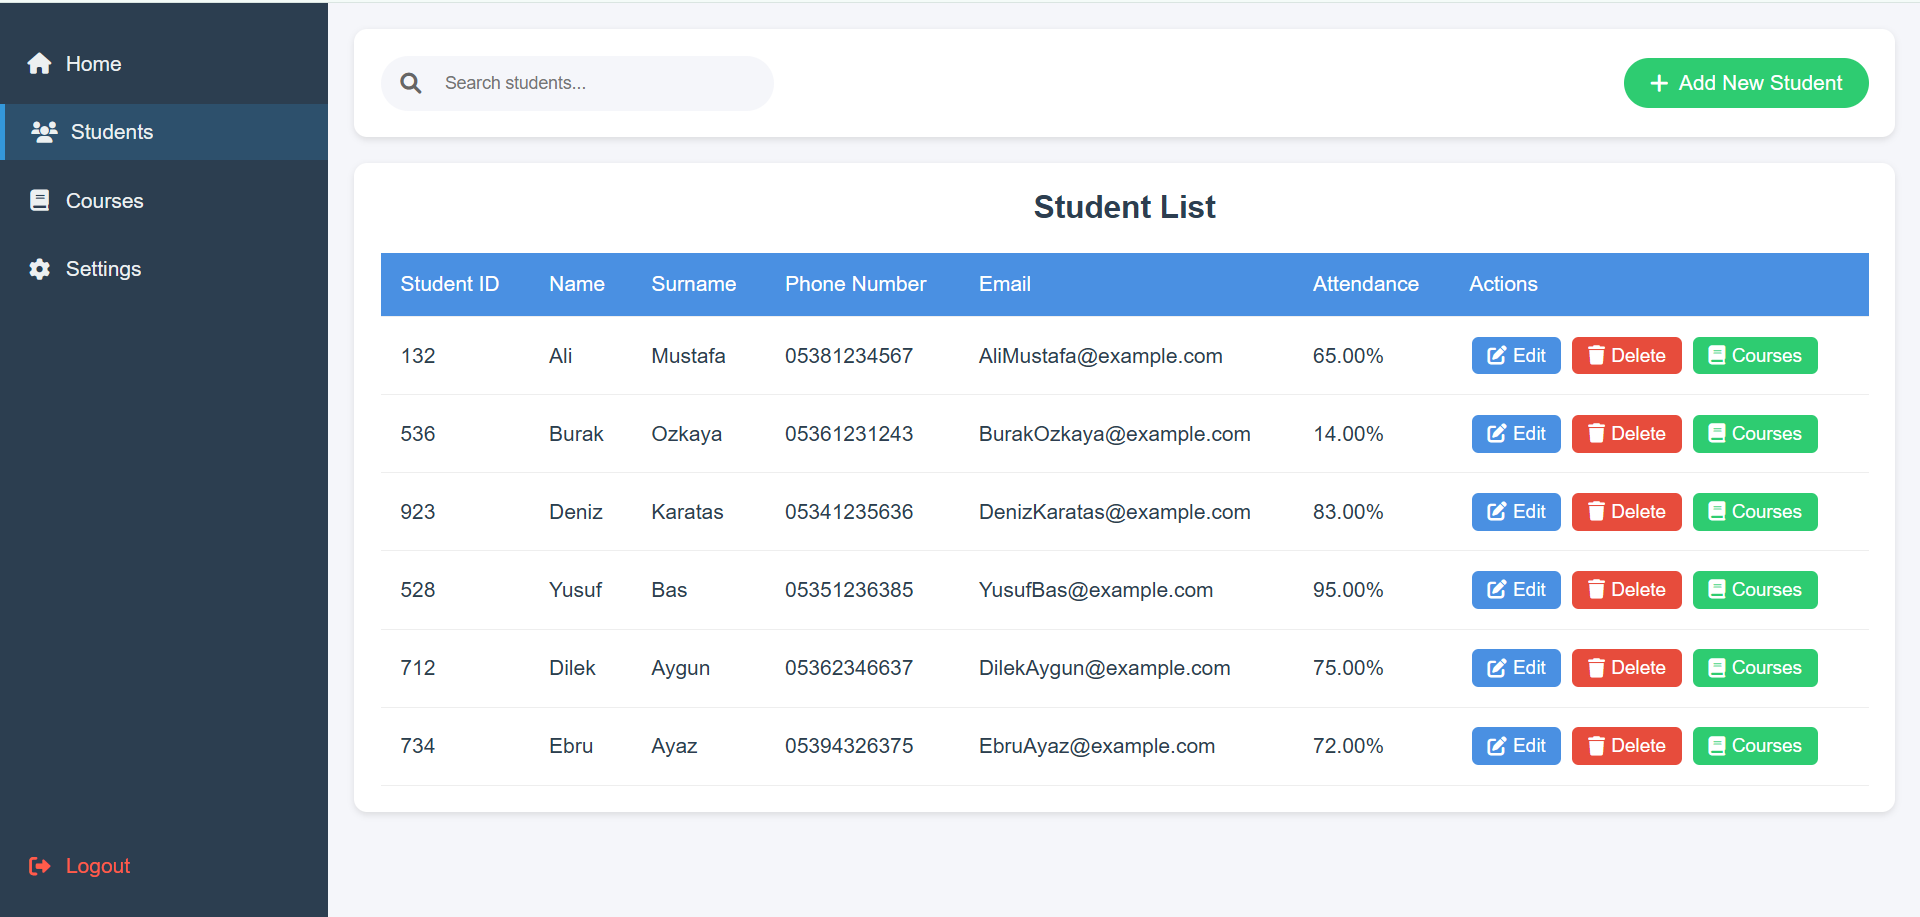 Home
Students
Courses
Settings
Logout
Search students...
Add New Student
Student List
Student ID Name Surname Phone Number Email Attendance Actions
132 Ali Mustafa 05381234567 AliMustafa@example.com 65.00% Edit Delete Courses
536 Burak Ozkaya 05361231243 BurakOzkaya@example.com 14.00% Edit Delete Courses
923 Deniz Karatas 05341235636 DenizKaratas@example.com 83.00% Edit Delete Courses
528 Yusuf Bas 05351236385 YusufBas@example.com 95.00% Edit Delete Courses
712 Dilek Aygun 05362346637 DilekAygun@example.com 75.00% Edit Delete Courses
734 Ebru Ayaz 05394326375 EbruAyaz@example.com 72.00% Edit Delete Courses